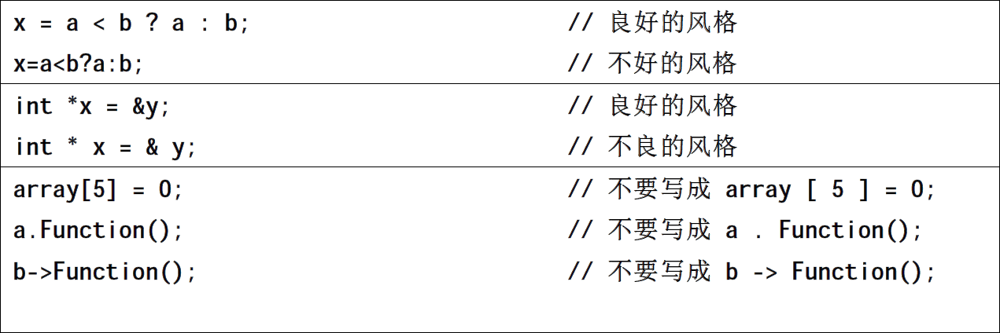 x = a < b ? a : b; // 良好的风格
x=a<b?a:b; // 不好的风格
int *x = &y; // 良好的风格
int * x = & y; // 不良的风格
array[5] = 0; // 不要写成 array [ 5 ] = 0;
a.Function(); // 不要写成 a . Function();
b->Function(); // 不要写成 b -> Function();